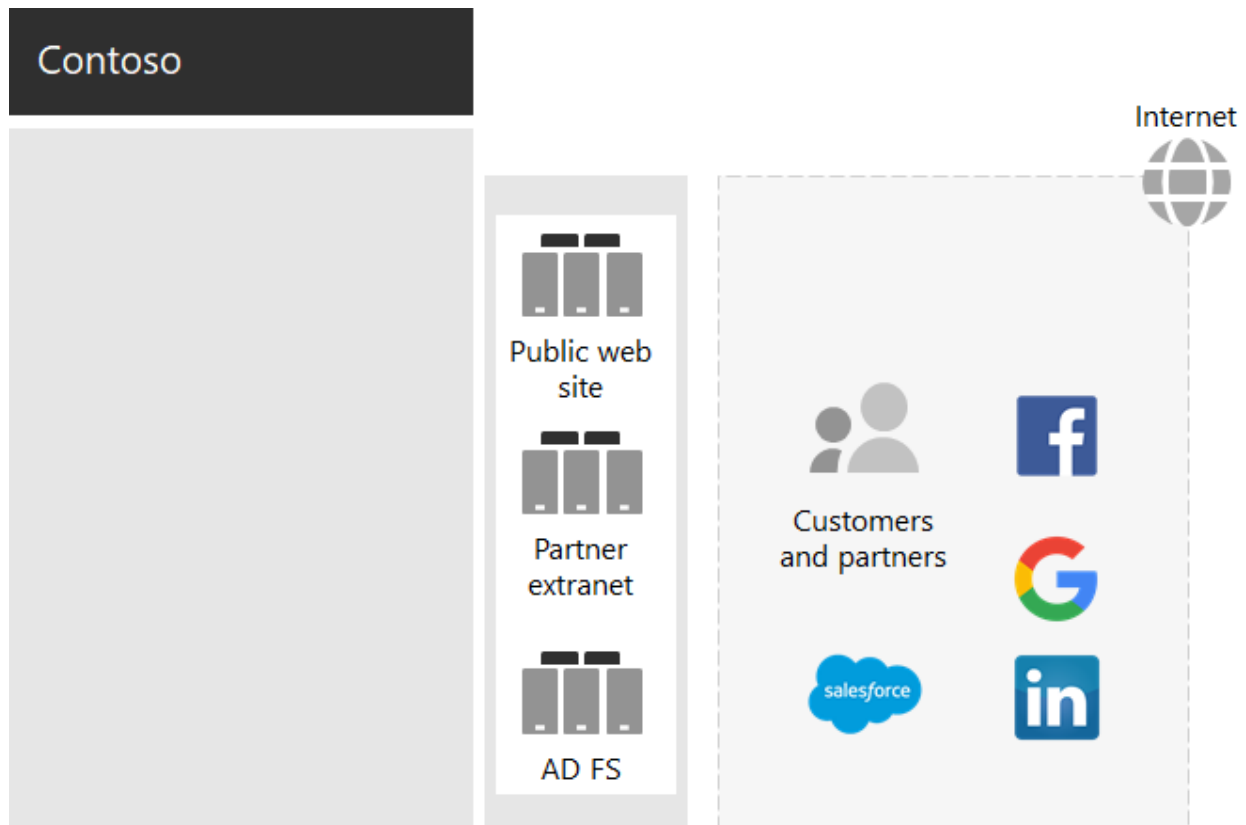 Contoso
Internet
Public web
site
Partner
extranet
AD FS
Customers
and partners
f
G
salesforce
in